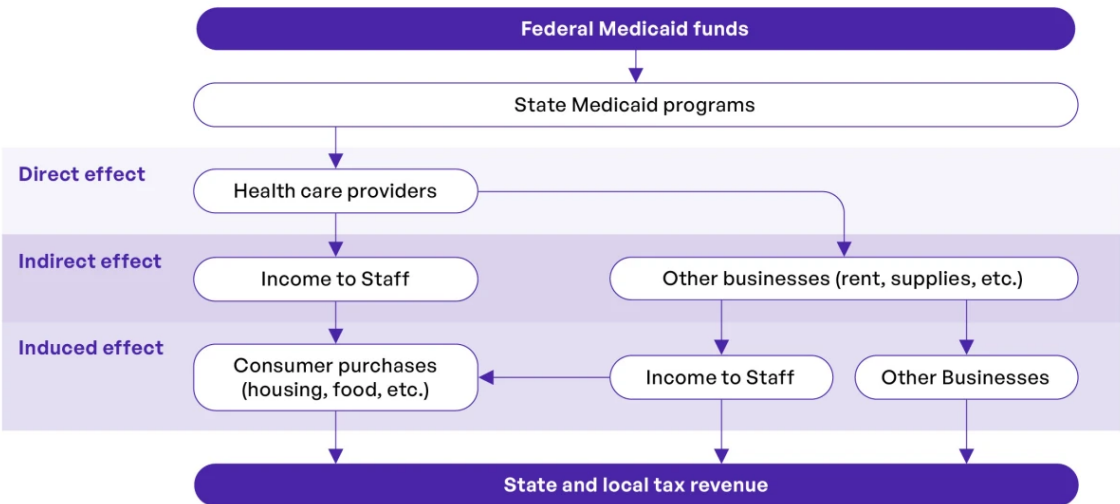 Federal Medicaid funds
State Medicaid programs
Direct effect
Health care providers
Indirect effect
Income to Staff
Other businesses (rent, supplies, etc.)
Induced effect
Consumer purchases
(housing, food, etc.)
Income to Staff
Other Businesses
State and local tax revenue